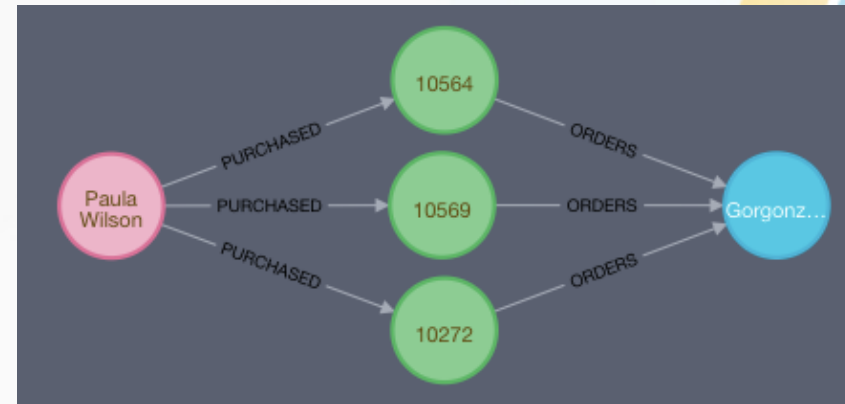 10564
PURCHASED
ORDERS
Paula
Wilson
PURCHASED
10569
ORDERS
Gorgonz...
PURCHASED
ORDERS
10272